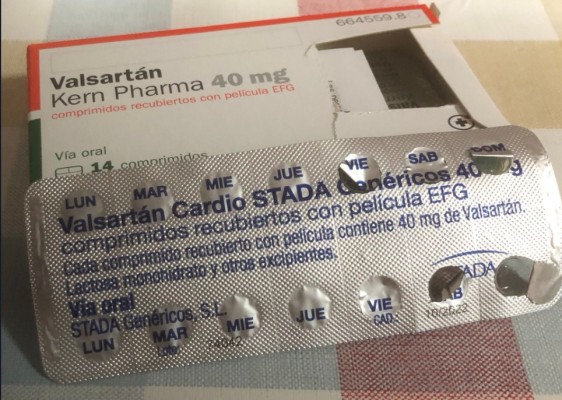 664559.8
Valsartán
Kern Pharma 40 mg
comprimidos recubiertos con película EFG
Vía oral
14 comprimidos
LUN MAR MIE JUE VIE SAB DOM
Valsartán Cardio STADA Genéricos 40 mg
comprimidos recubiertos con película EFG
Cada comprimido recubierto con película contiene 40 mg de Valsartán.
Lactosa monohidrato y otros excipientes.
Vía oral
STADA Genéricos, S.L.
STADA
LUN MAR MIE JUE VIE
Lote:
CAD.: